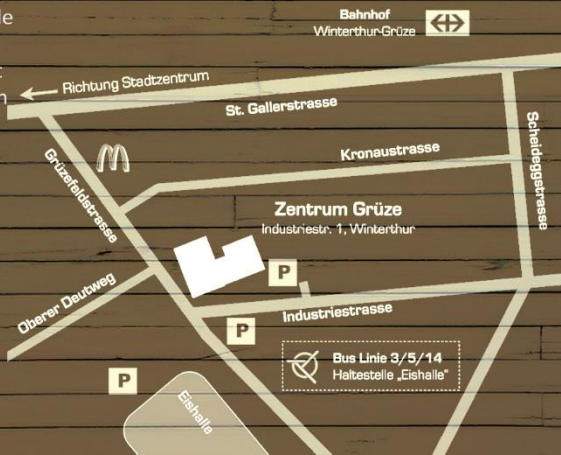 Bahnhof
Winterthur-Grüze
Richtung Stadtzentrum
St. Gallerstrasse
Kronaustrasse
Scheideggstrasse
Grüzefeldstrasse
Zentrum Grüze
Industriestr. 1, Winterthur
P
Oberer Deutweg
Industriestrasse
P
Bus Linie 3/5/14
Haltestelle „Eishalle"
P
Eishalle